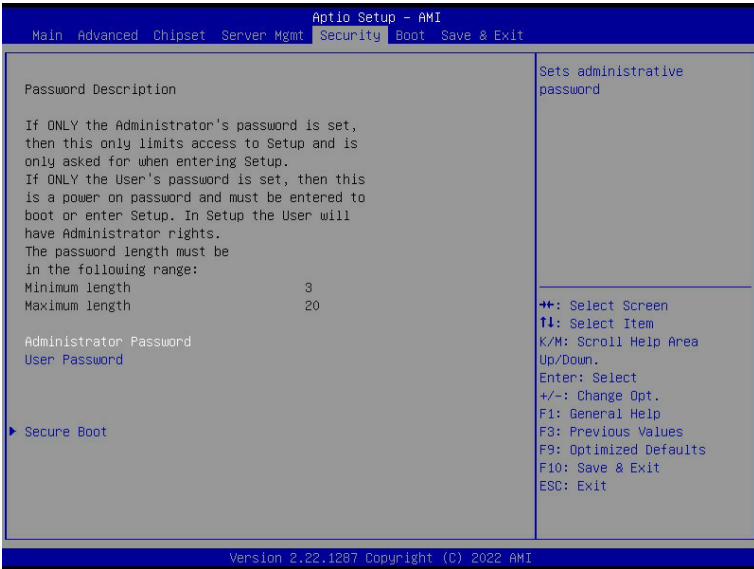 Aptio Setup – AMI
Main Advanced Chipset Server Mgmt Security Boot Save & Exit
Password Description
If ONLY the Administrator's password is set,
then this only limits access to Setup and is
only asked for when entering Setup.
If ONLY the User's password is set, then this
is a power on password and must be entered to
boot or enter Setup. In Setup the User will
have Administrator rights.
The password length must be
in the following range:
Minimum length 3
Maximum length 20
Administrator Password
User Password
Secure Boot
Sets administrative
password
→←: Select Screen
↑↓: Select Item
K/M: Scroll Help Area
Up/Down.
Enter: Select
+/-: Change Opt.
F1: General Help
F3: Previous Values
F9: Optimized Defaults
F10: Save & Exit
ESC: Exit
Version 2.22.1287 Copyright (C) 2022 AMI